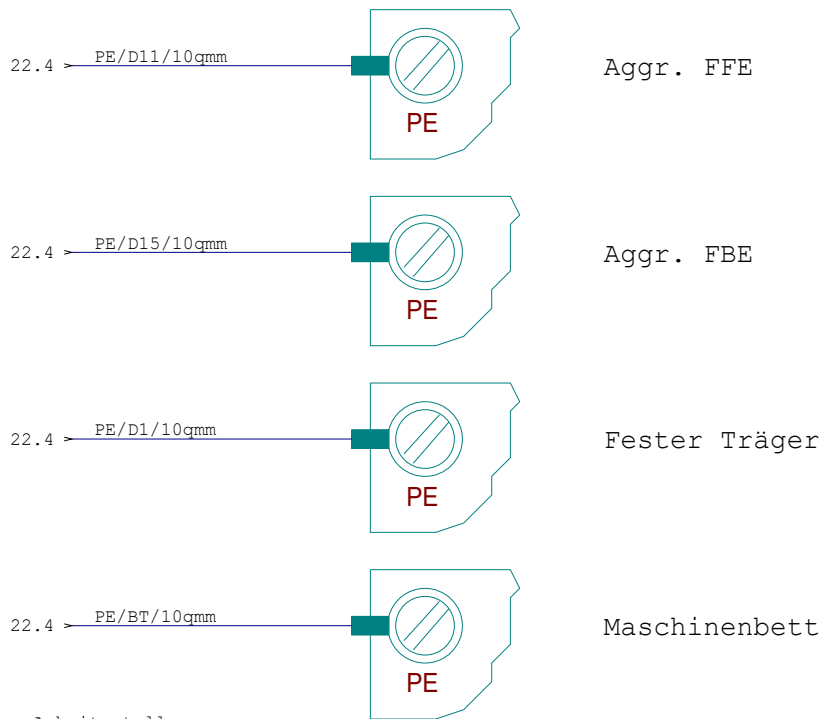 22.4 > PE/D11/10qmm Aggr. FFE
PE
22.4 > PE/D15/10qmm Aggr. FBE
PE
22.4 > PE/D1/10qmm Fester Träger
PE
22.4 > PE/BT/10qmm Maschinenbett
PE